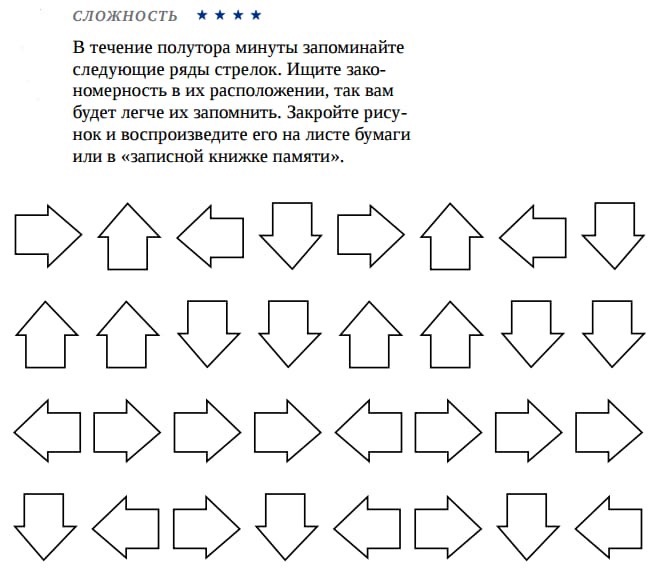 СЛОЖНОСТЬ ★ ★ ★ ★
В течение полутора минуты запоминайте
следующие ряды стрелок. Ищите зако-
номерность в их расположении, так вам
будет легче их запомнить. Закройте рису-
нок и воспроизведите его на листе бумаги
или в «записной книжке памяти».